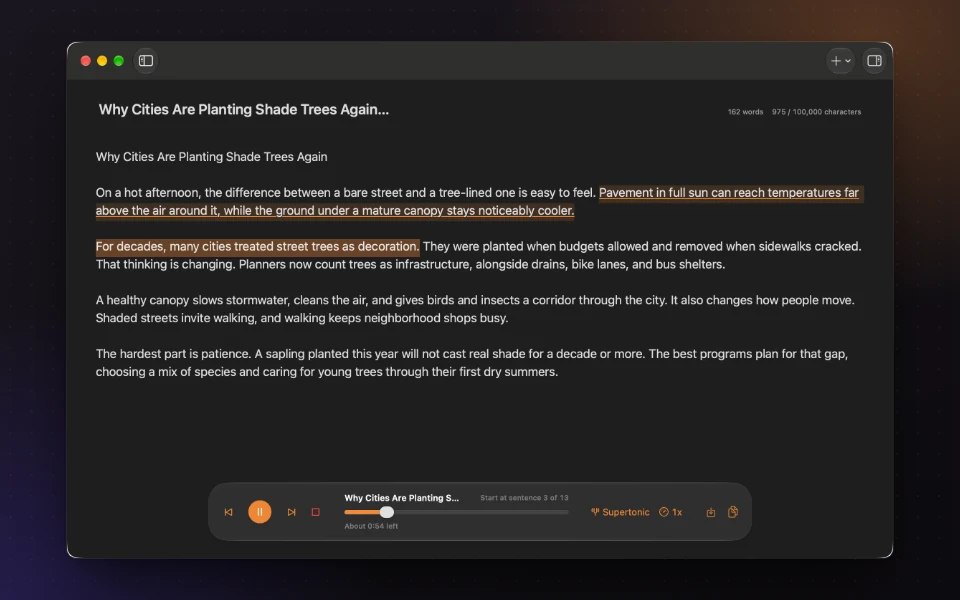 Why Cities Are Planting Shade Trees Again...
162 words 975 / 100,000 characters
Why Cities Are Planting Shade Trees Again
On a hot afternoon, the difference between a bare street and a tree-lined one is easy to feel. Pavement in full sun can reach temperatures far
above the air around it, while the ground under a mature canopy stays noticeably cooler.
For decades, many cities treated street trees as decoration. They were planted when budgets allowed and removed when sidewalks cracked.
That thinking is changing. Planners now count trees as infrastructure, alongside drains, bike lanes, and bus shelters.
A healthy canopy slows stormwater, cleans the air, and gives birds and insects a corridor through the city. It also changes how people move.
Shaded streets invite walking, and walking keeps neighborhood shops busy.
The hardest part is patience. A sapling planted this year will not cast real shade for a decade or more. The best programs plan for that gap,
choosing a mix of species and caring for young trees through their first dry summers.
Why Cities Are Planting S... Start at sentence 3 of 13
About 0:54 left
Supertonic 1x